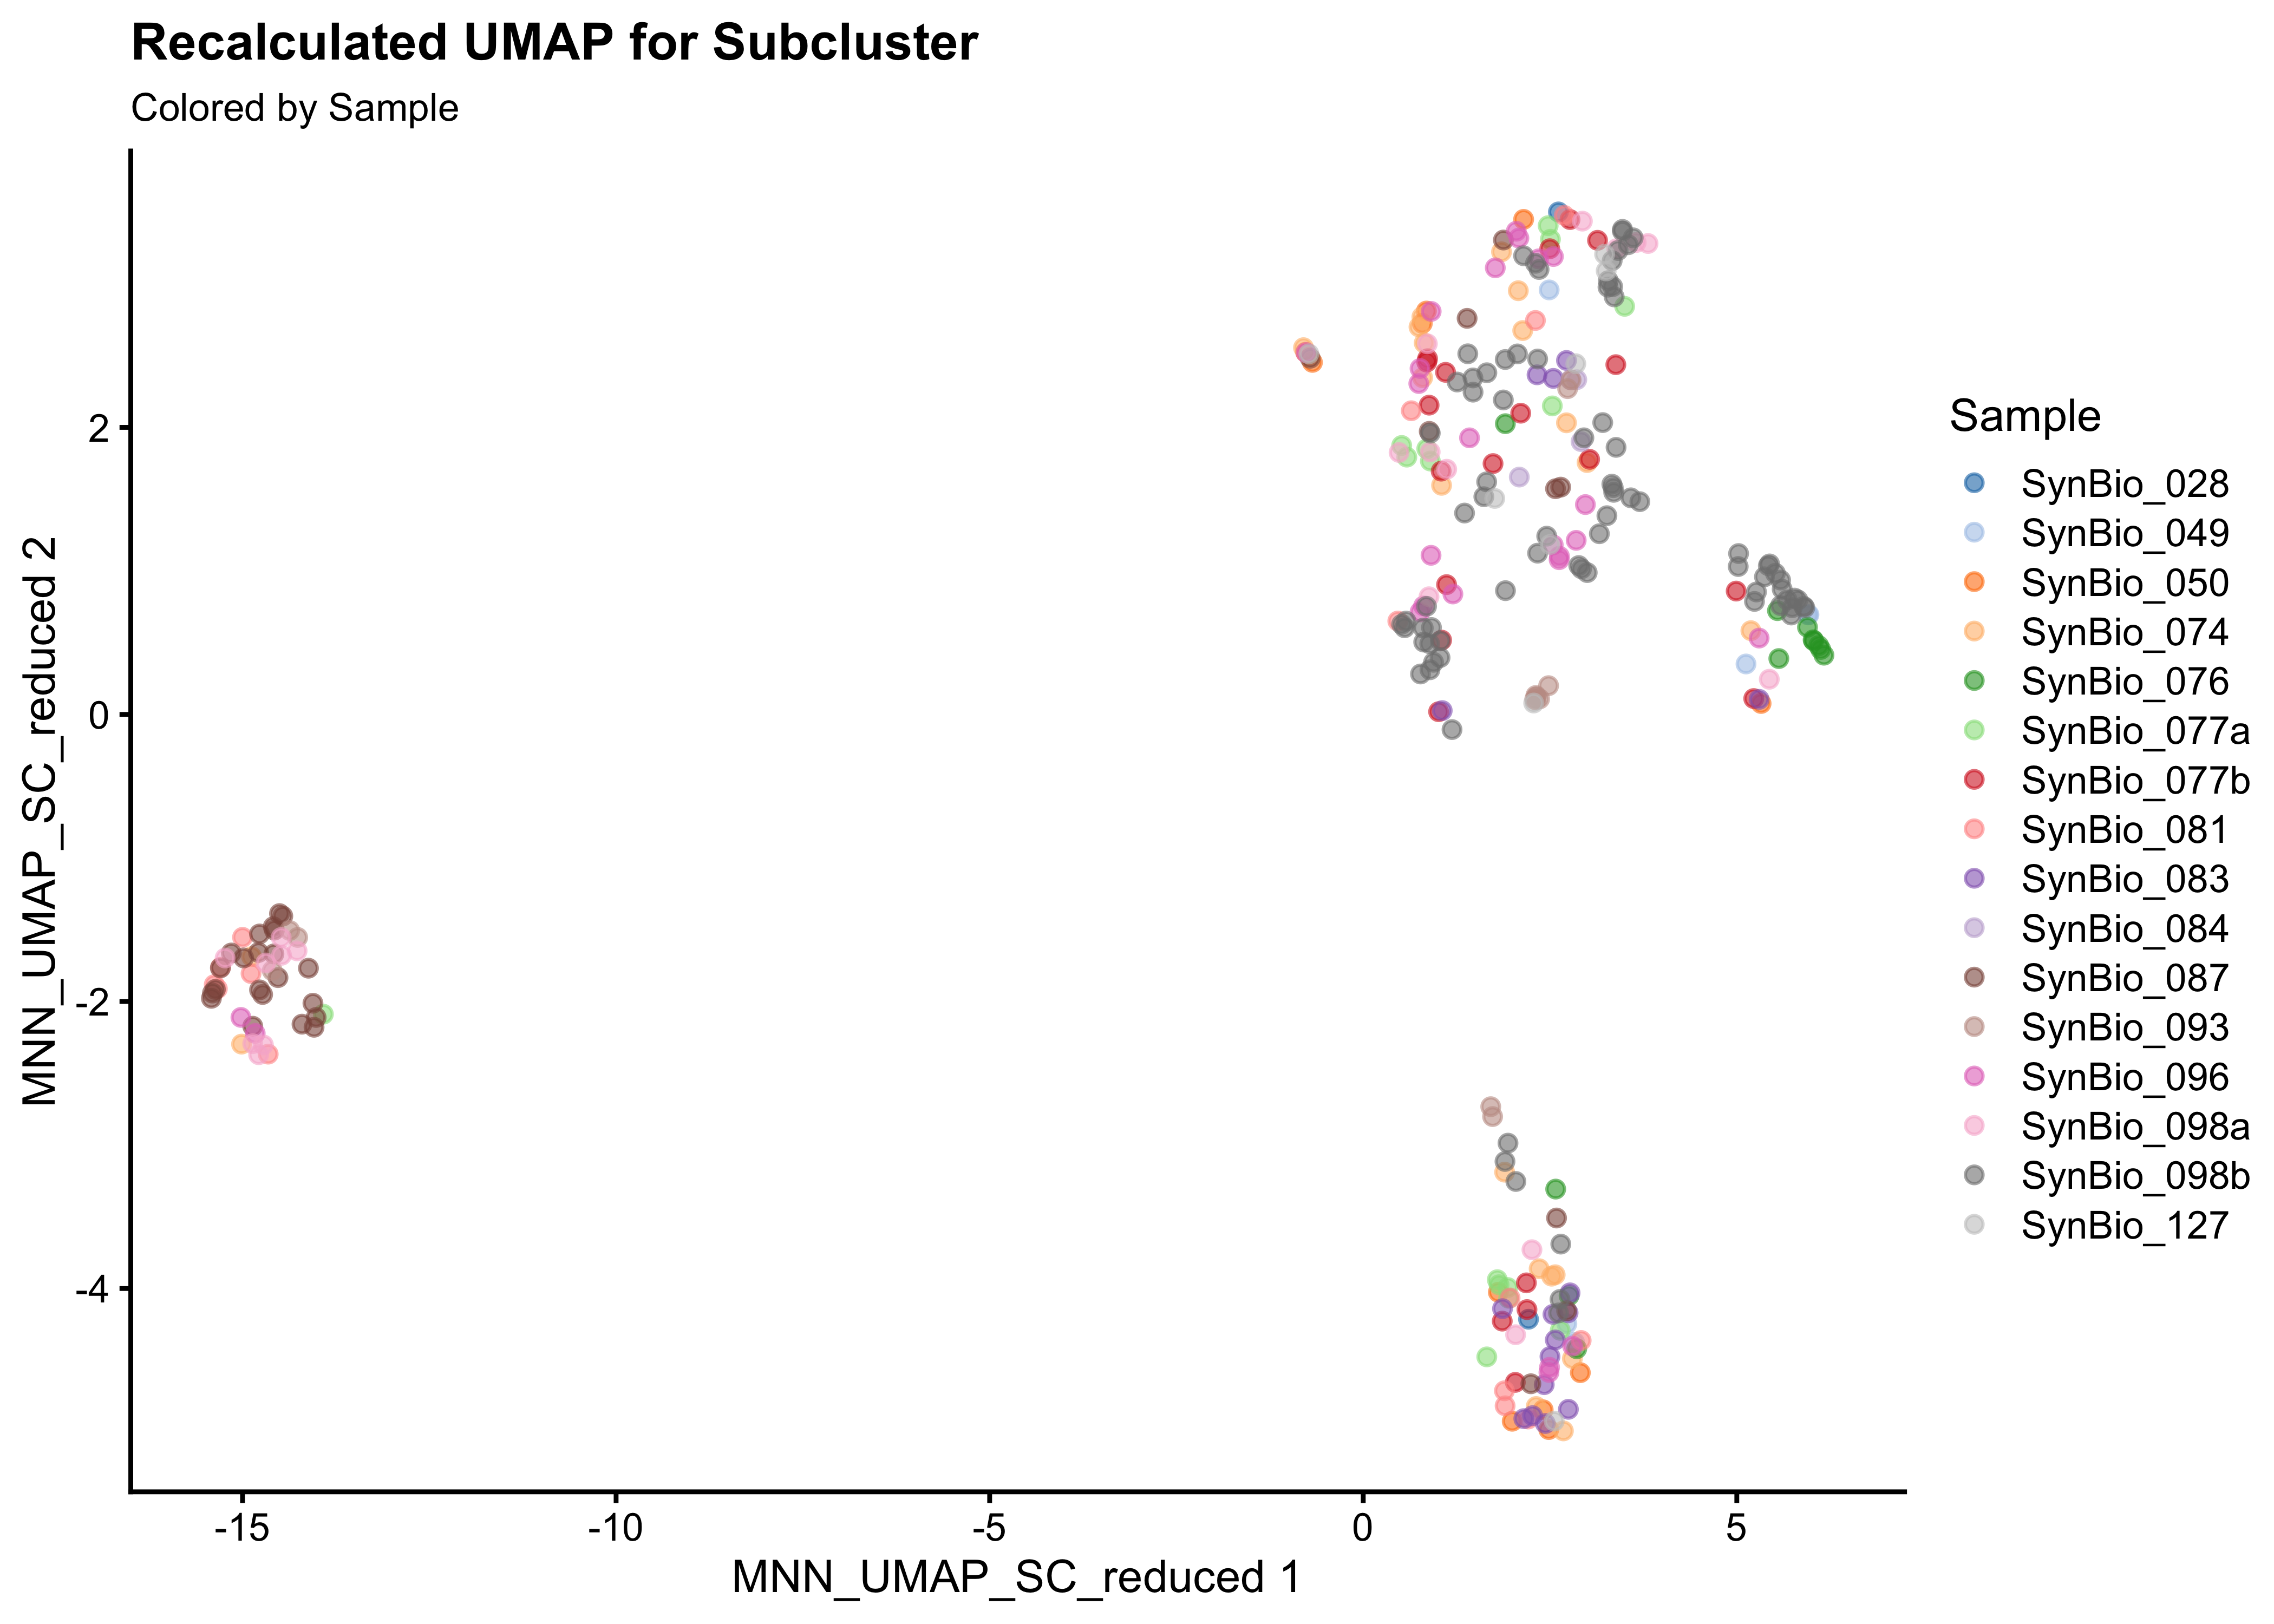 Recalculated UMAP for Subcluster
Colored by Sample
MNN_UMAP_SC_reduced 2
2
0
-2
-4
-15
-10
-5
0
5
MNN_UMAP_SC_reduced 1
Sample
SynBio_028
SynBio_049
SynBio_050
SynBio_074
SynBio_076
SynBio_077a
SynBio_077b
SynBio_081
SynBio_083
SynBio_084
SynBio_087
SynBio_093
SynBio_096
SynBio_098a
SynBio_098b
SynBio_127